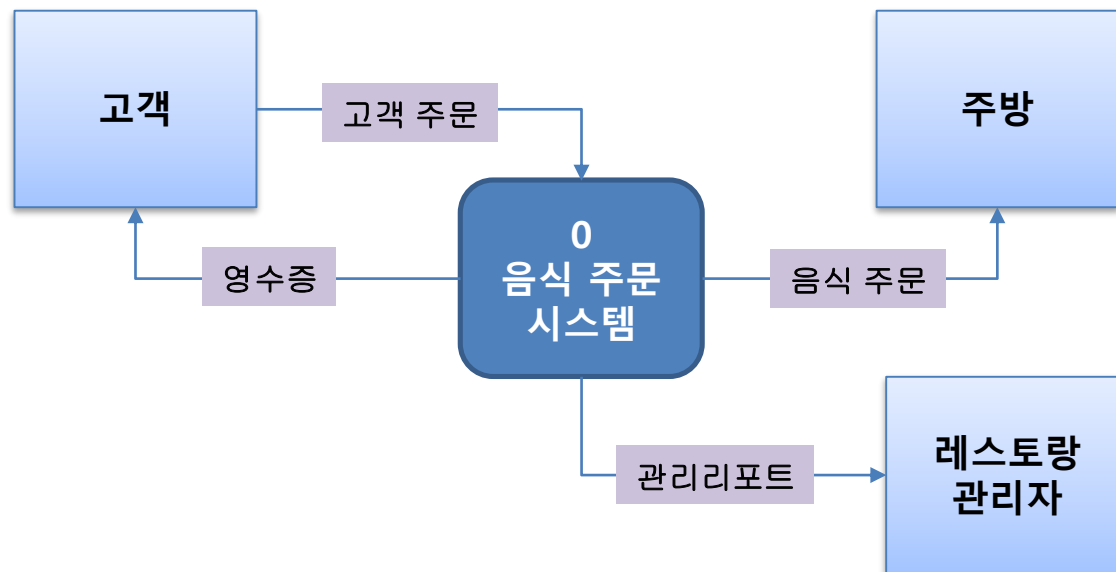 고객
고객 주문
주방
0
음식 주문
시스템
영수증
음식 주문
관리리포트
레스토랑
관리자